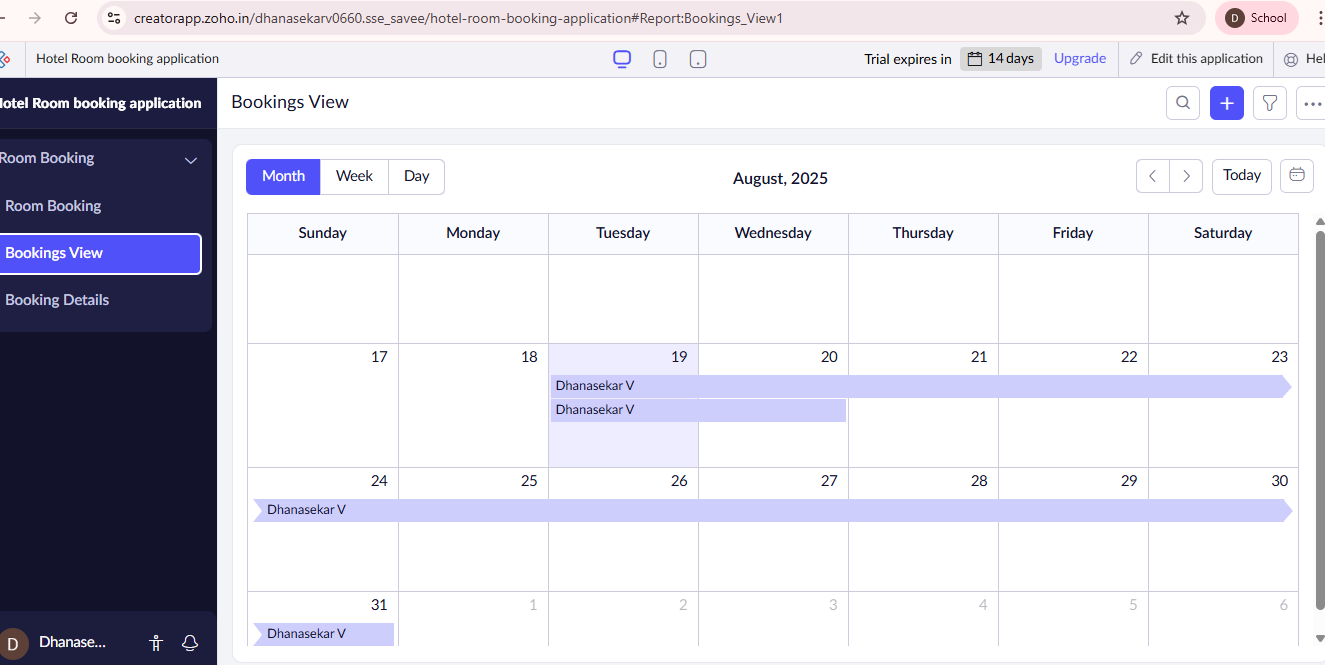 creatorapp.zoho.in/dhanasekarv0660.sse_savee/hotel-room-booking-application#Report:Bookings_View1
D School
Hotel Room booking application
Trial expires in 14 days Upgrade Edit this application
Hotel Room booking application
Bookings View
Room Booking
Room Booking
Bookings View
Booking Details
Month Week Day
August, 2025
Today
Sunday Monday Tuesday Wednesday Thursday Friday Saturday
17 18 19 20 21 22 23
Dhanasekar V
Dhanasekar V
24 25 26 27 28 29 30
Dhanasekar V
31 1 2 3 4 5 6
Dhanasekar V
D Dhanase...